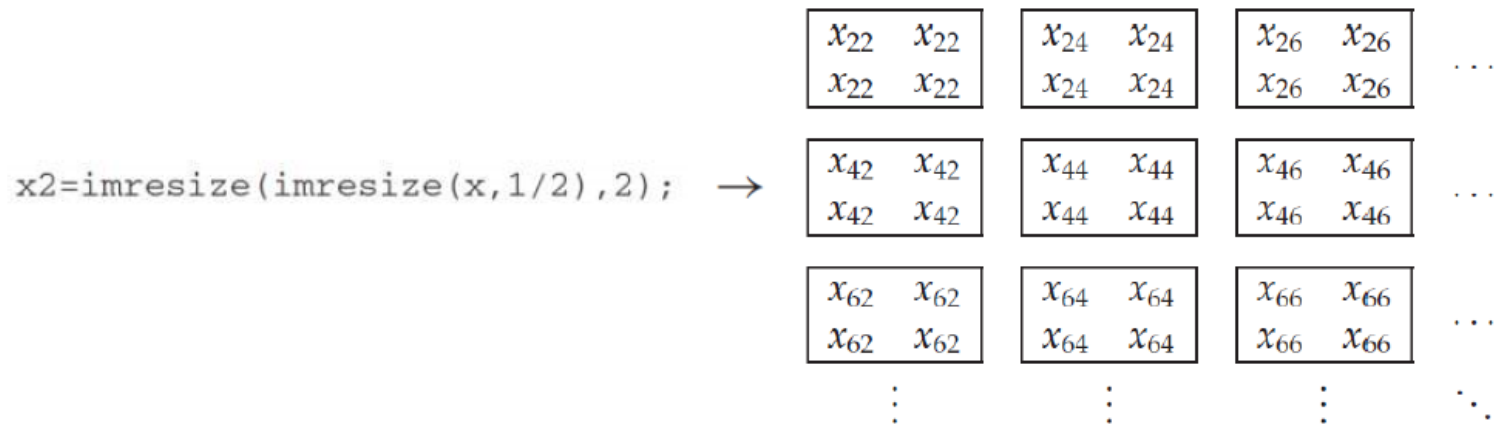 x₂₂ x₂₂ x₂₄ x₂₄ x₂₆ x₂₆ ...
x₂₂ x₂₂ x₂₄ x₂₄ x₂₆ x₂₆
x2=imresize(imresize(x,1/2),2); → x₄₂ x₄₂ x₄₄ x₄₄ x₄₆ x₄₆ ...
x₄₂ x₄₂ x₄₄ x₄₄ x₄₆ x₄₆
x₆₂ x₆₂ x₆₄ x₆₄ x₆₆ x₆₆ ...
x₆₂ x₆₂ x₆₄ x₆₄ x₆₆ x₆₆
⋮ ⋮ ⋮ ⋱